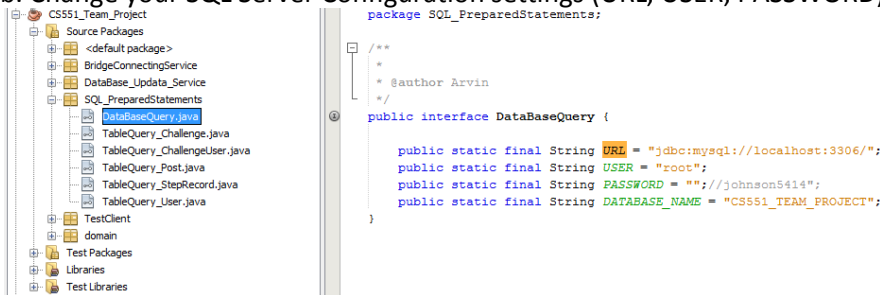 b. Change your SQL Server Configuration settings (URL, USER, PASSWORD)
CS551_Team_Project
Source Packages
<default package>
BridgeConnectingService
DataBase_Updata_Service
SQL_PreparedStatements
DataBaseQuery.java
TableQuery_Challenge.java
TableQuery_ChallengeUser.java
TableQuery_Post.java
TableQuery_StepRecord.java
TableQuery_User.java
TestClient
domain
Test Packages
Libraries
Test Libraries
package SQL_PreparedStatements;
/**
*
* @author Arvin
*/
public interface DataBaseQuery {
public static final String URL = "jdbc:mysql://localhost:3306/";
public static final String USER = "root";
public static final String PASSWORD = "";//johnson5414";
public static final String DATABASE_NAME = "CS551_TEAM_PROJECT";
}